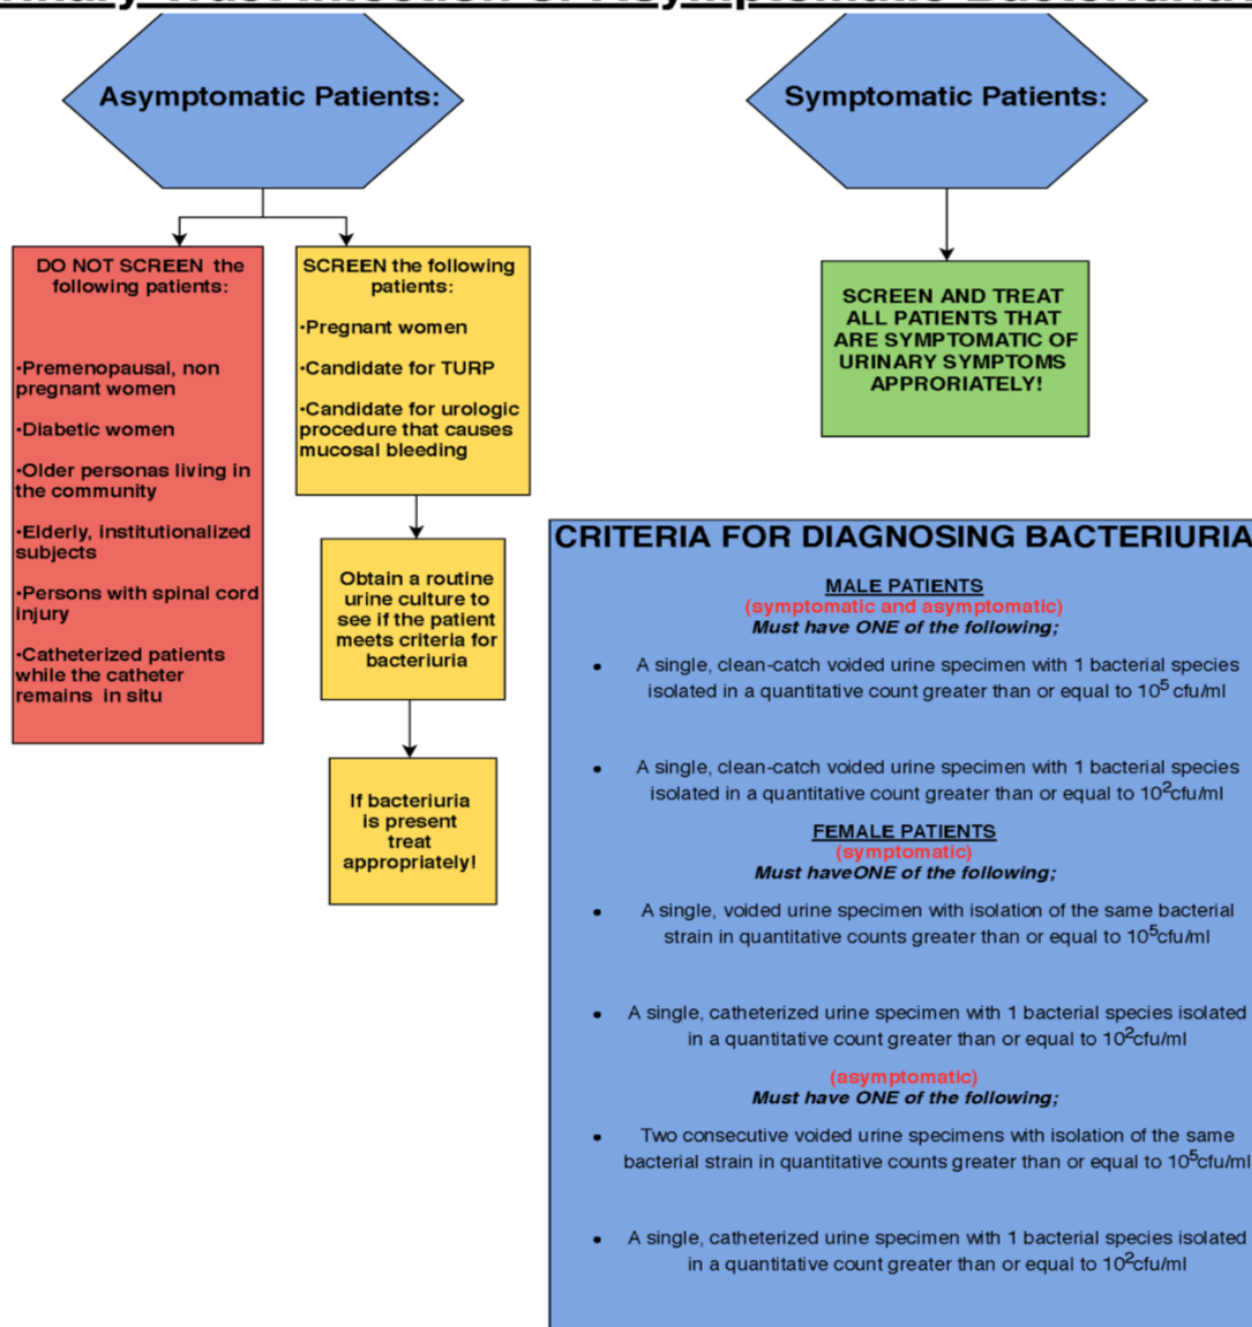 Asymptomatic Patients:
Symptomatic Patients:
DO NOT SCREEN the
following patients:
•Premenopausal, non
pregnant women
•Diabetic women
•Older personas living in
the community
•Elderly, institutionalized
subjects
•Persons with spinal cord
injury
•Catheterized patients
while the catheter
remains in situ
SCREEN the following
patients:
•Pregnant women
•Candidate for TURP
•Candidate for urologic
procedure that causes
mucosal bleeding
Obtain a routine
urine culture to
see if the patient
meets criteria for
bacteriuria
If bacteriuria
is present
treat
appropriately!
SCREEN AND TREAT
ALL PATIENTS THAT
ARE SYMPTOMATIC OF
URINARY SYMPTOMS
APPRORIATELY!
CRITERIA FOR DIAGNOSING BACTERIURIA
MALE PATIENTS
(symptomatic and asymptomatic)
Must have ONE of the following;
• A single, clean-catch voided urine specimen with 1 bacterial species
isolated in a quantitative count greater than or equal to 10⁵ cfu/ml
• A single, clean-catch voided urine specimen with 1 bacterial species
isolated in a quantitative count greater than or equal to 10²cfu/ml
FEMALE PATIENTS
(symptomatic)
Must haveONE of the following;
• A single, voided urine specimen with isolation of the same bacterial
strain in quantitative counts greater than or equal to 10⁵cfu/ml
• A single, catheterized urine specimen with 1 bacterial species isolated
in a quantitative count greater than or equal to 10²cfu/ml
(asymptomatic)
Must have ONE of the following;
• Two consecutive voided urine specimens with isolation of the same
bacterial strain in quantitative counts greater than or equal to 10⁵cfu/ml
• A single, catheterized urine specimen with 1 bacterial species isolated
in a quantitative count greater than or equal to 10²cfu/ml